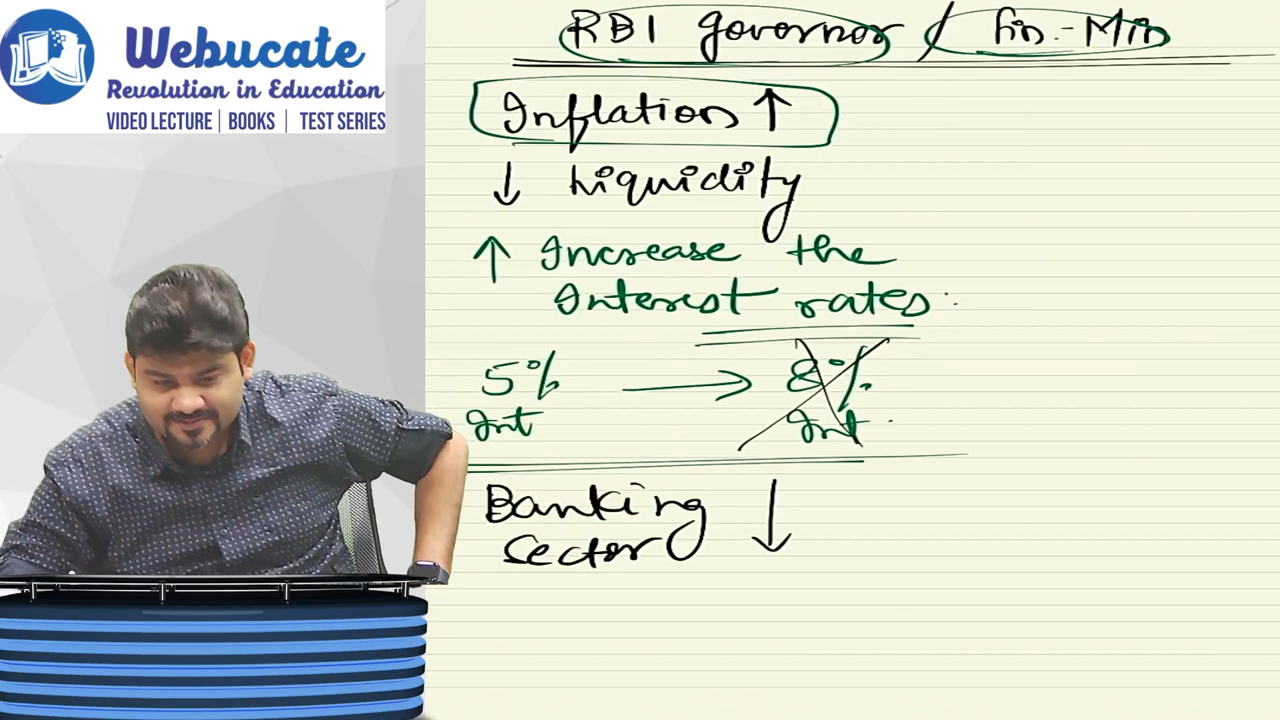 Webucate
Revolution in Education
VIDEO LECTURE | BOOKS | TEST SERIES
RBI governor / fin.-Min
Inflation ↑
↓ Liquidity
↑ Increase the
Interest rates.
5% → 8%
Int Int.
Banking ↓
Sector